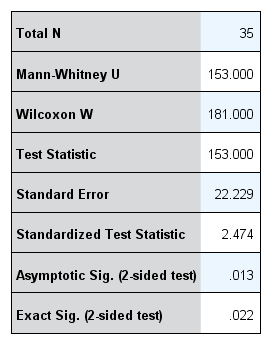 Total N 35
Mann-Whitney U 153.000
Wilcoxon W 181.000
Test Statistic 153.000
Standard Error 22.229
Standardized Test Statistic 2.474
Asymptotic Sig. (2-sided test) .013
Exact Sig. (2-sided test) .022